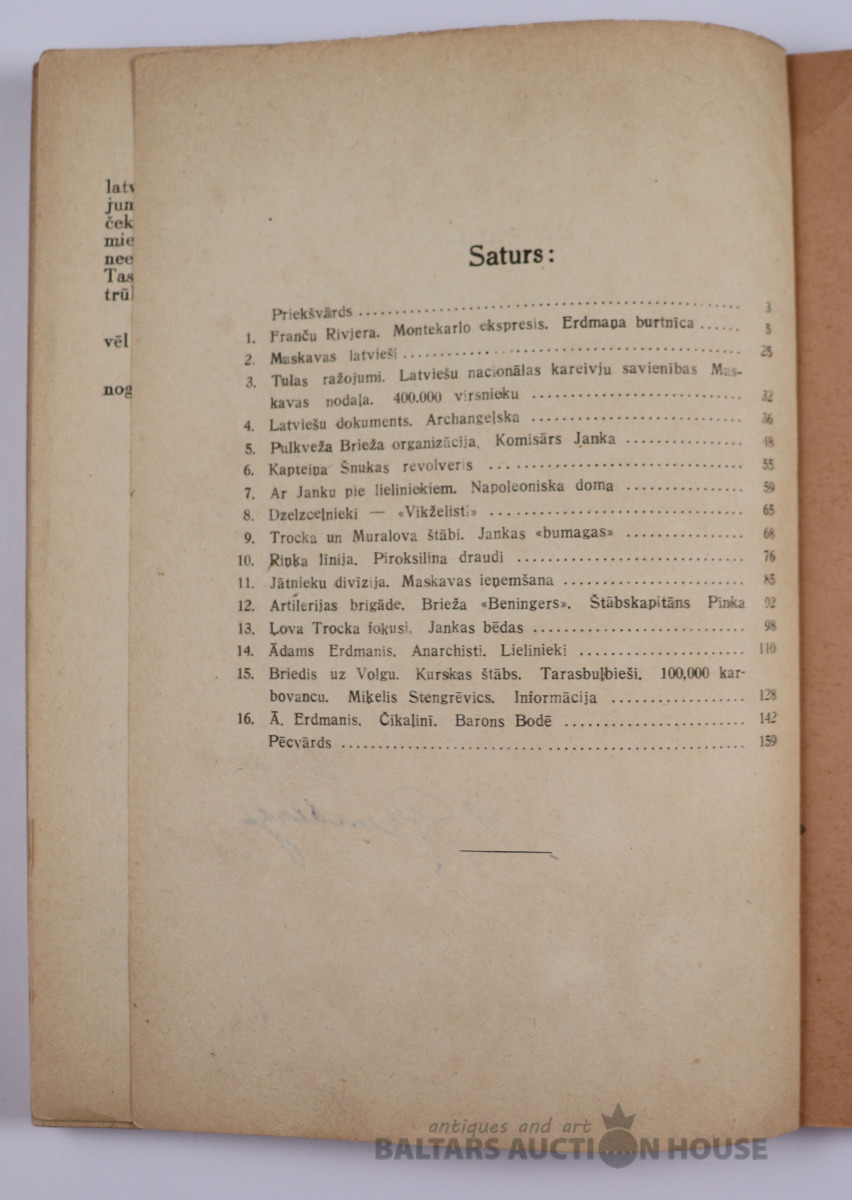 latv
jum
ček
mie
nee
Tas
trū
vēl
nog
Saturs:
Priekšvārds 3
1. Franču Rivjera. Montekarlo ekspresis. Erdmaņa burtnīca 5
2. Maskavas latvieši 25
3. Tulas ražojumi. Latviešu nacionālas kareivju savienības Mas-
kavas nodaļa. 400.000 virsnieku 32
4. Latviešu dokuments. Archangeļska 36
5. Pulkveža Brieža organizācija. Komisārs Janka 48
6. Kapteiņa Šnukas revolveris 55
7. Ar Janku pie lieliniekiem. Napoleoniska doma 59
8. Dzelzceļnieki — «Vikželisti» 65
9. Trocka un Muralova štābi. Jankas «bumagas» 68
10. Riņka līnija. Piroksilina draudi 76
11. Jātnieku divīzija. Maskavas ieņemšana 85
12. Artilerijas brigāde. Brieža «Beningers». Štābskapitāns Pinka 92
13. Ļova Trocka fokusi. Jankas bēdas 98
14. Ādams Erdmanis. Anarchisti. Lielinieki 110
15. Briedis uz Volgu. Kurskas štābs. Tarasbuļbieši. 100.000 kar-
bovancu. Miķelis Stengrēvics. Informācija 128
16. Ā. Erdmanis. Čikaļinī. Barons Bodē 142
Pēcvārds 159
antiques and art
BALTARS AUCTION HOUSE